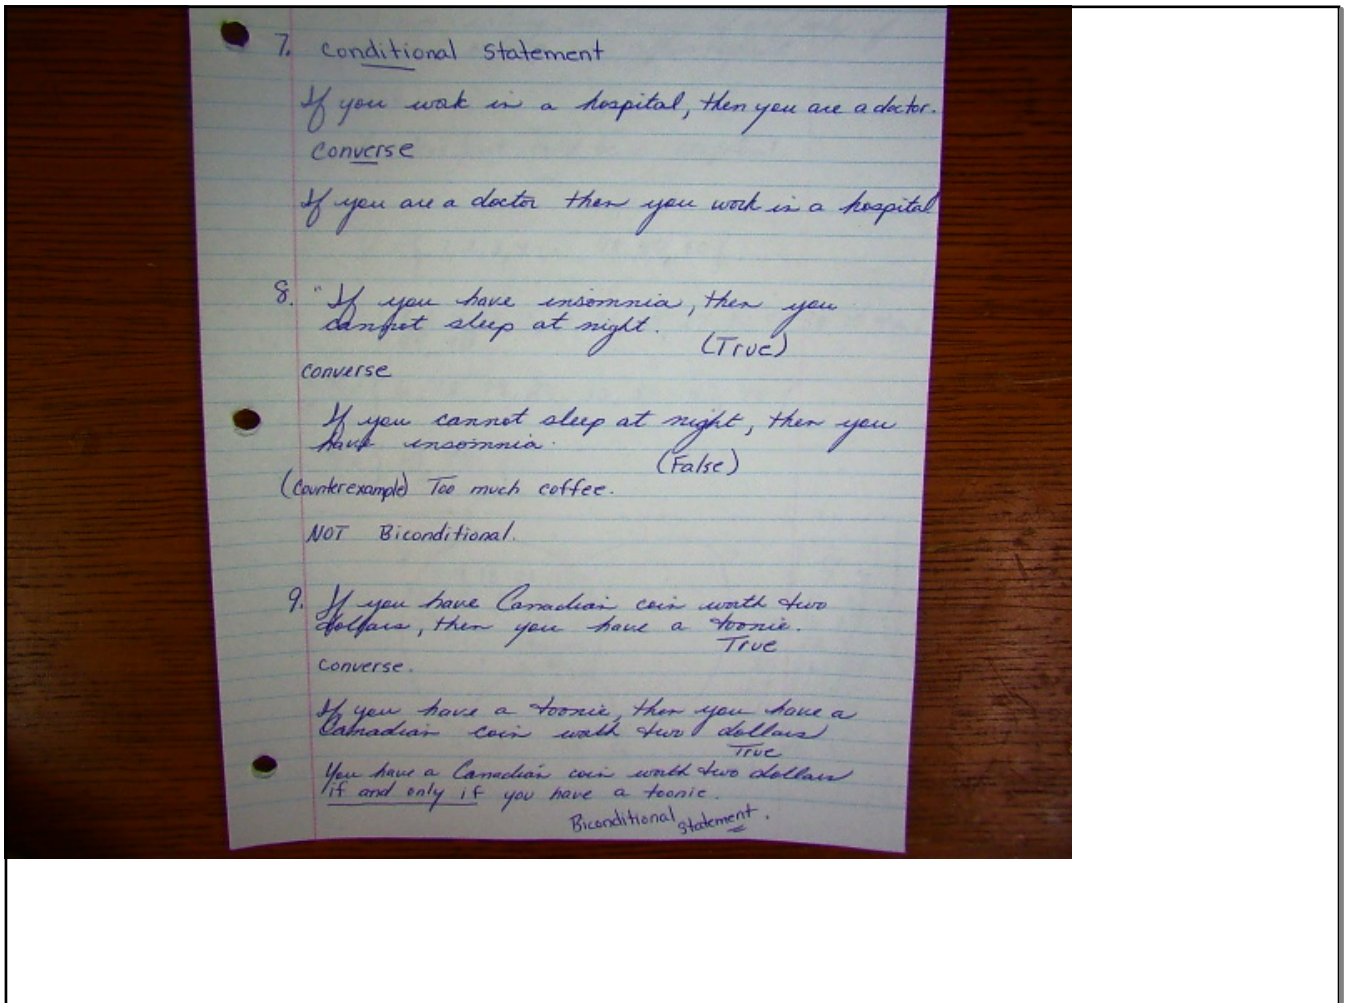 7. Conditional Statement
If you work in a hospital, then you are a doctor.
Converse
If you are a doctor then you work in a hospital
8. "If you have insomnia, then you
cannot sleep at night.
(True)
Converse
If you cannot sleep at night, then you
have insomnia.
(False)
(Counterexample) Too much coffee.
NOT Biconditional.
9. If you have Canadian coin worth two
dollars, then you have a toonie.
True
Converse.
If you have a toonie, then you have a
Canadian coin worth two dollars
True
You have a Canadian coin worth two dollars
if and only if you have a toonie.
Biconditional Statement.